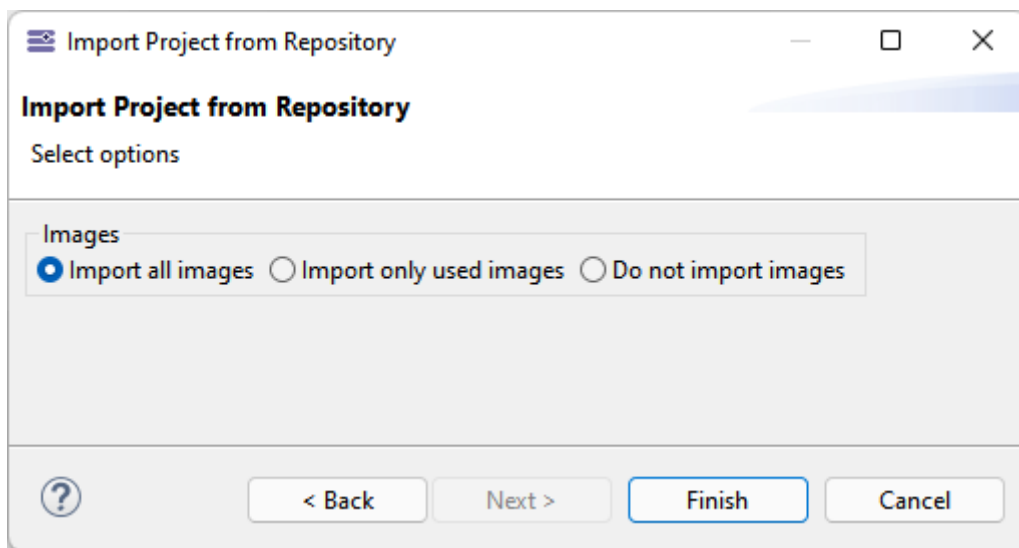 Import Project from Repository
Import Project from Repository
Select options
Images
Import all images Import only used images Do not import images
? < Back Next > Finish Cancel